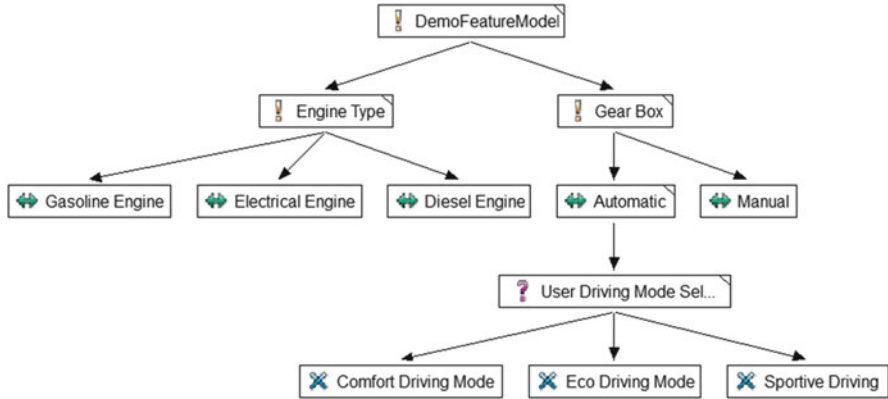 DemoFeatureModel
Engine Type
Gear Box
Gasoline Engine
Electrical Engine
Diesel Engine
Automatic
Manual
User Driving Mode Sel...
Comfort Driving Mode
Eco Driving Mode
Sportive Driving